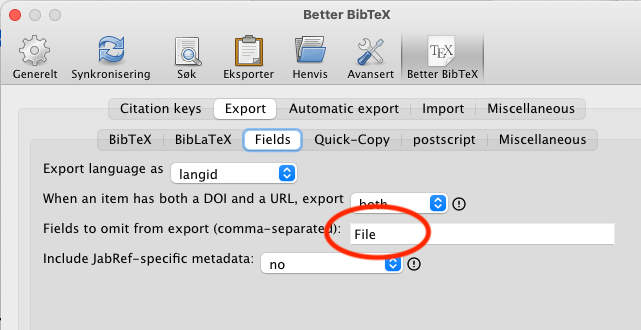 Better BibTeX
Generelt Synkronisering Søk Eksporter Henvis Avansert Better BibTeX
Citation keys Export Automatic export Import Miscellaneous
BibTeX BibLaTeX Fields Quick-Copy postscript Miscellaneous
Export language as langid
When an item has both a DOI and a URL, export both
Fields to omit from export (comma-separated): File
Include JabRef-specific metadata: no